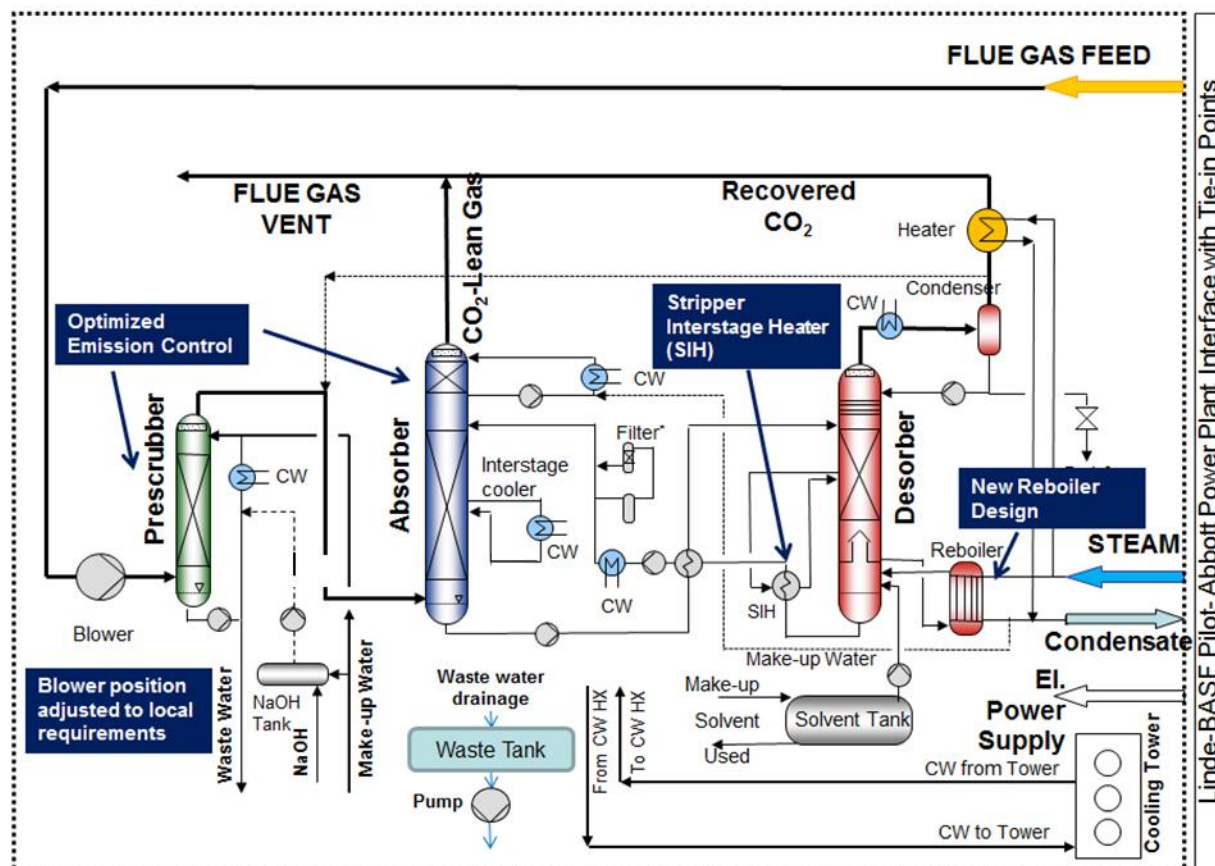 FLUE GAS FEED
FLUE GAS
VENT
CO2-Lean Gas
Recovered
CO₂
Heater
Condenser
CW
Optimized
Emission Control
Stripper
Interstage Heater
(SIH)
CW
Prescrubber
CW
Absorber
Interstage
cooler
CW
Filter*
CW
SIH
Desorber
New Reboiler
Design
Reboiler
STEAM
Condensate
Blower
Blower position
adjusted to local
requirements
NaOH
Tank
Waste Water
NaOH
Make-up Water
Waste water
drainage
Waste Tank
Pump
From CW HX
To CW HX
Make-up Water
Make-up
Solvent
Used
Solvent Tank
El.
Power
Supply
CW from Tower
CW to Tower
Cooling Tower
Linde-BASF Pilot- Abbott Power Plant Interface with Tie-in Points